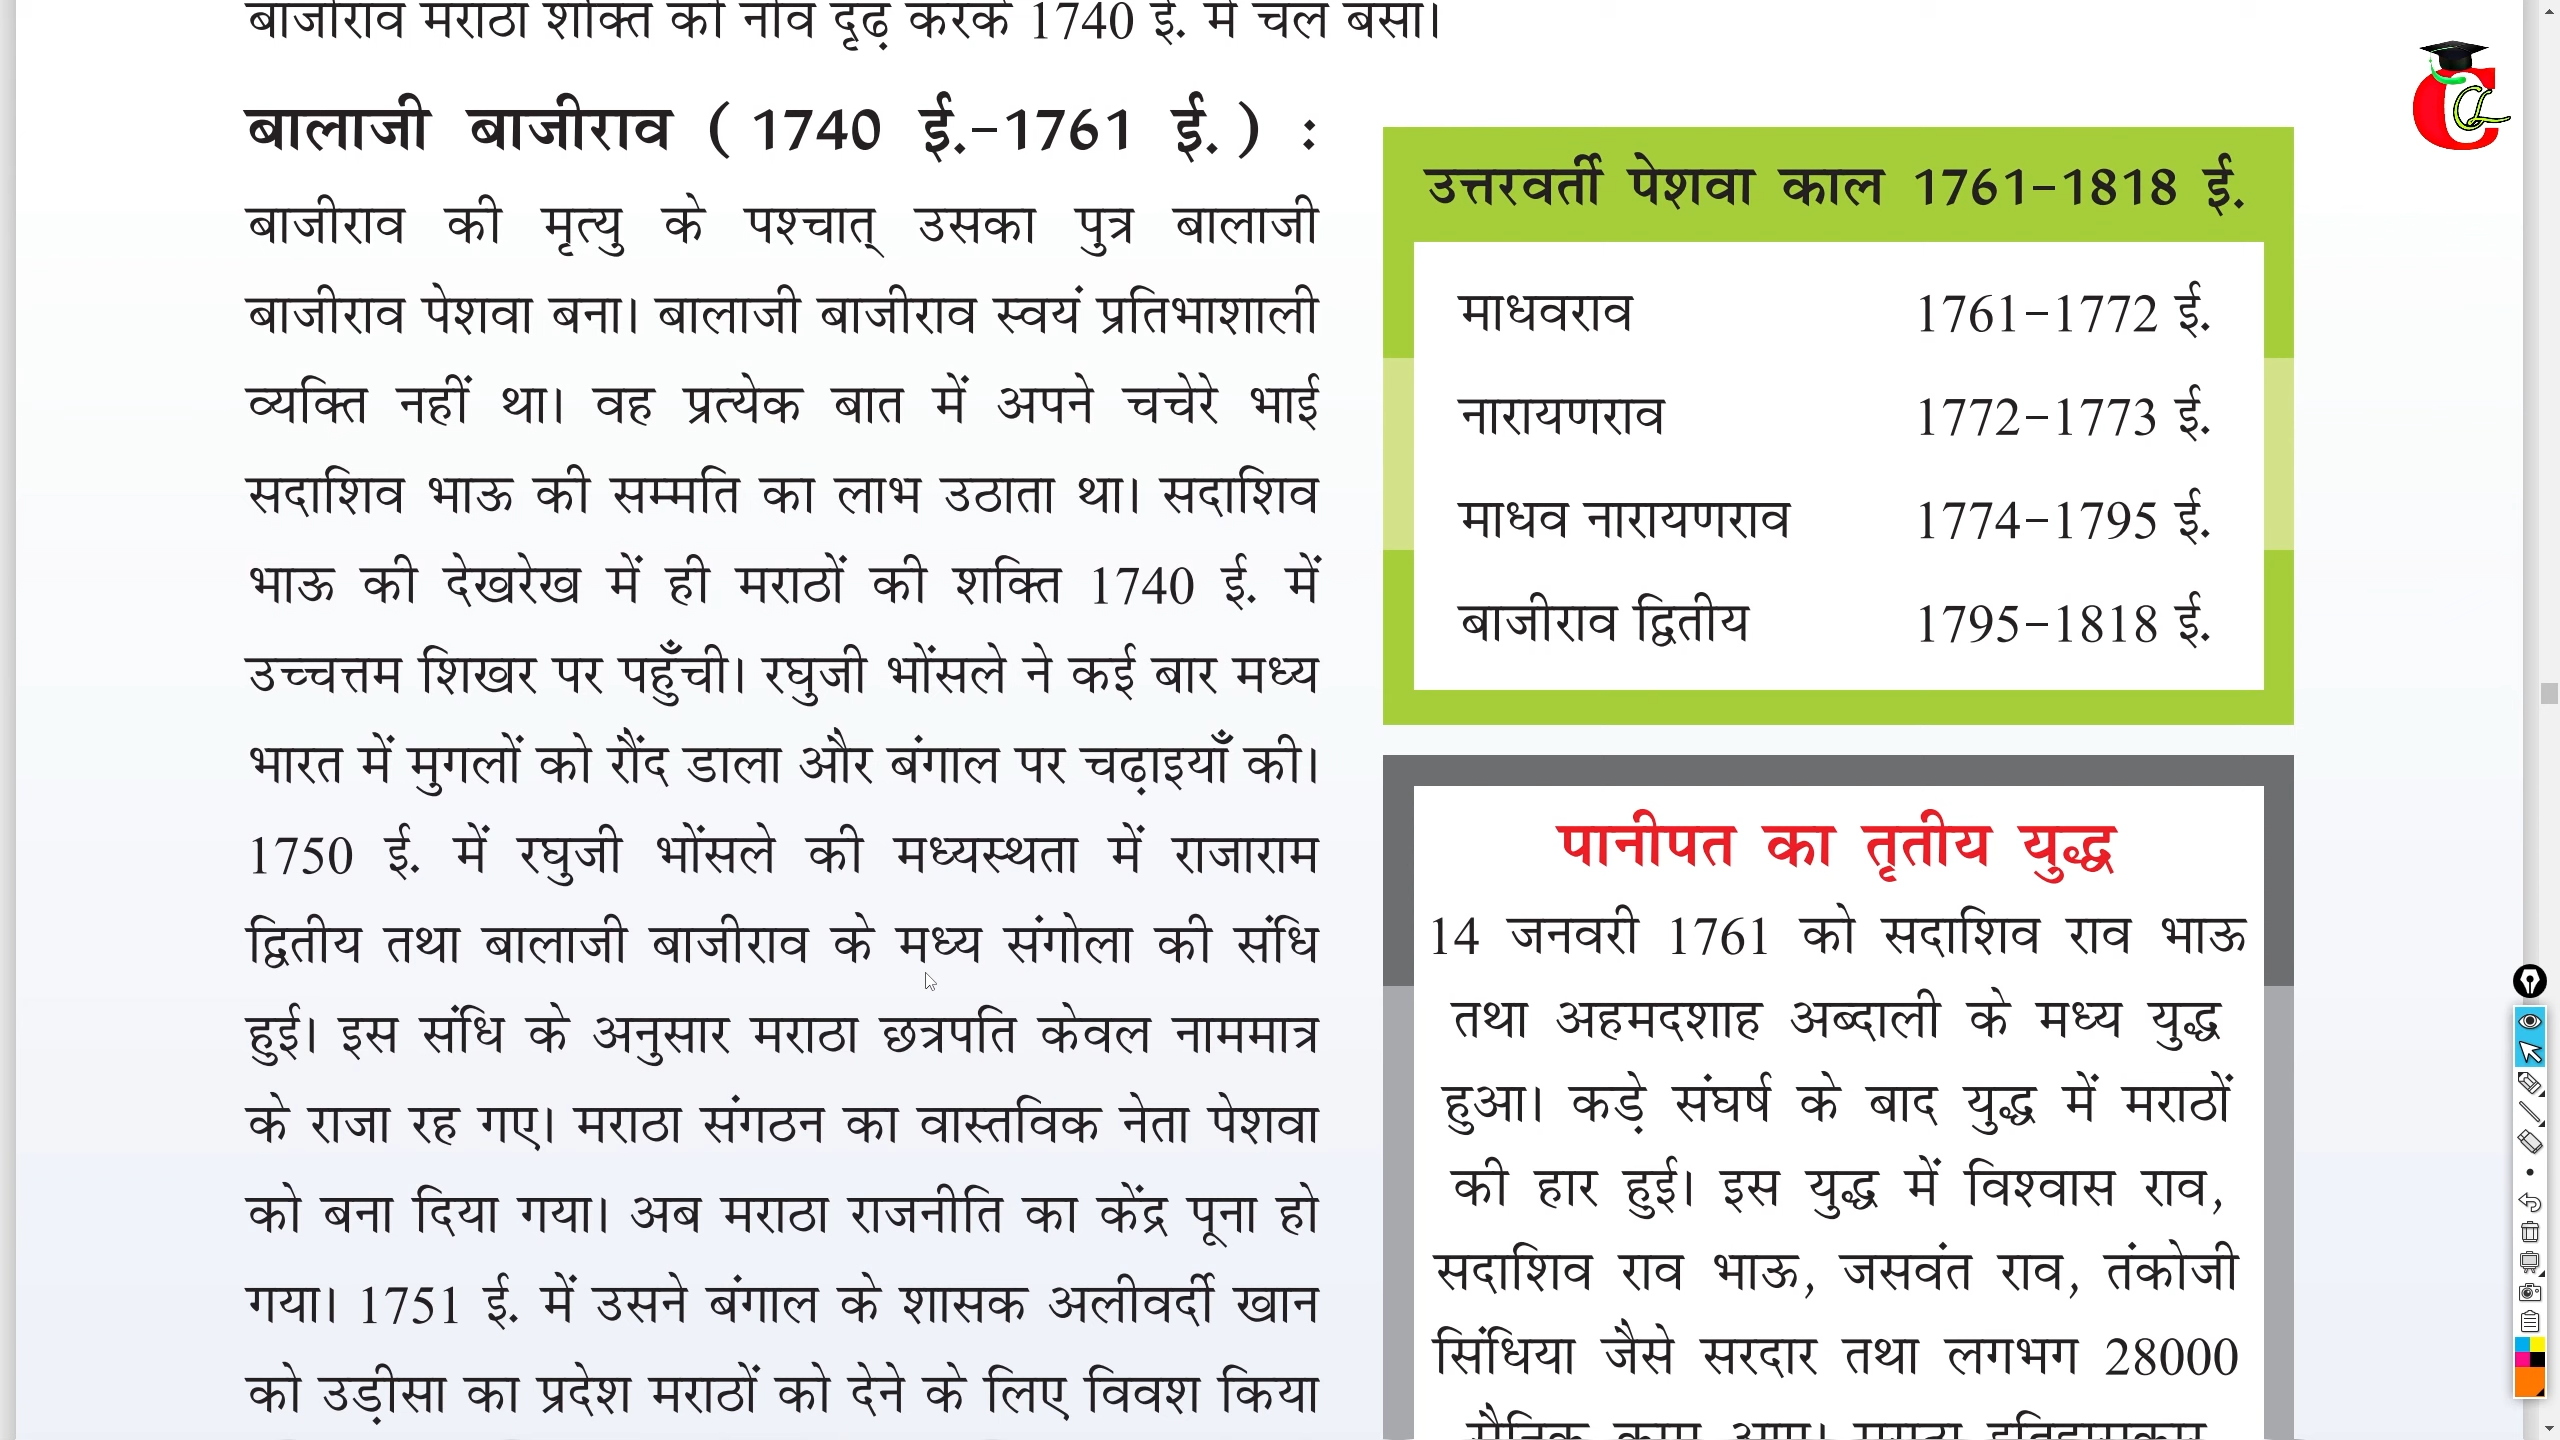 बाजीराव मराठा शक्ति की नींव दृढ़ करके 1740 ई. में चल बसा।
बालाजी बाजीराव ( 1740 ई.-1761 ई. ) :
बाजीराव की मृत्यु के पश्चात् उसका पुत्र बालाजी
बाजीराव पेशवा बना। बालाजी बाजीराव स्वयं प्रतिभाशाली
व्यक्ति नहीं था। वह प्रत्येक बात में अपने चचेरे भाई
सदाशिव भाऊ की सम्मति का लाभ उठाता था। सदाशिव
भाऊ की देखरेख में ही मराठों की शक्ति 1740 ई. में
उच्चत्तम शिखर पर पहुँची। रघुजी भोंसले ने कई बार मध्य
भारत में मुगलों को रौंद डाला और बंगाल पर चढ़ाइयाँ की।
1750 ई. में रघुजी भोंसले की मध्यस्थता में राजाराम
द्वितीय तथा बालाजी बाजीराव के मध्य संगोला की संधि
हुई। इस संधि के अनुसार मराठा छत्रपति केवल नाममात्र
के राजा रह गए। मराठा संगठन का वास्तविक नेता पेशवा
को बना दिया गया। अब मराठा राजनीति का केंद्र पूना हो
गया। 1751 ई. में उसने बंगाल के शासक अलीवर्दी खान
को उड़ीसा का प्रदेश मराठों को देने के लिए विवश किया
उत्तरवर्ती पेशवा काल 1761-1818 ई.
माधवराव 1761-1772 ई.
नारायणराव 1772-1773 ई.
माधव नारायणराव 1774-1795 ई.
बाजीराव द्वितीय 1795-1818 ई.
पानीपत का तृतीय युद्ध
14 जनवरी 1761 को सदाशिव राव भाऊ
तथा अहमदशाह अब्दाली के मध्य युद्ध
हुआ। कड़े संघर्ष के बाद युद्ध में मराठों
की हार हुई। इस युद्ध में विश्वास राव,
सदाशिव राव भाऊ, जसवंत राव, तंकोजी
सिंधिया जैसे सरदार तथा लगभग 28000
सैनिक काम आए। मराठा इतिहासकार